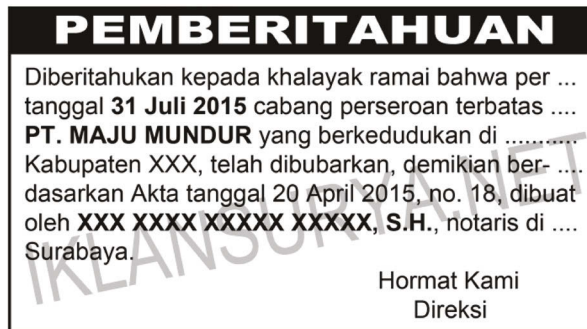 PEMBERITAHUAN
Diberitahukan kepada khalayak ramai bahwa per ...
tanggal 31 Juli 2015 cabang perseroan terbatas ....
PT. MAJU MUNDUR yang berkedudukan di ...........
Kabupaten XXX, telah dibubarkan, demikian ber- ....
dasarkan Akta tanggal 20 April 2015, no. 18, dibuat
oleh XXX XXXX XXXXX XXXXX, S.H., notaris di ....
Surabaya.
Hormat Kami
Direksi
IKLANSURYA.NET